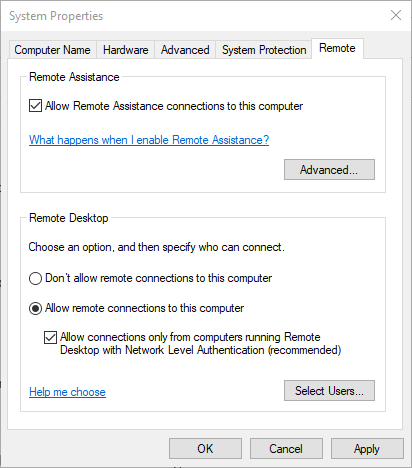 System Properties
Computer Name Hardware Advanced System Protection Remote
Remote Assistance
Allow Remote Assistance connections to this computer
What happens when I enable Remote Assistance?
Advanced...
Remote Desktop
Choose an option, and then specify who can connect.
Don't allow remote connections to this computer
Allow remote connections to this computer
Allow connections only from computers running Remote
Desktop with Network Level Authentication (recommended)
Help me choose Select Users...
OK Cancel Apply